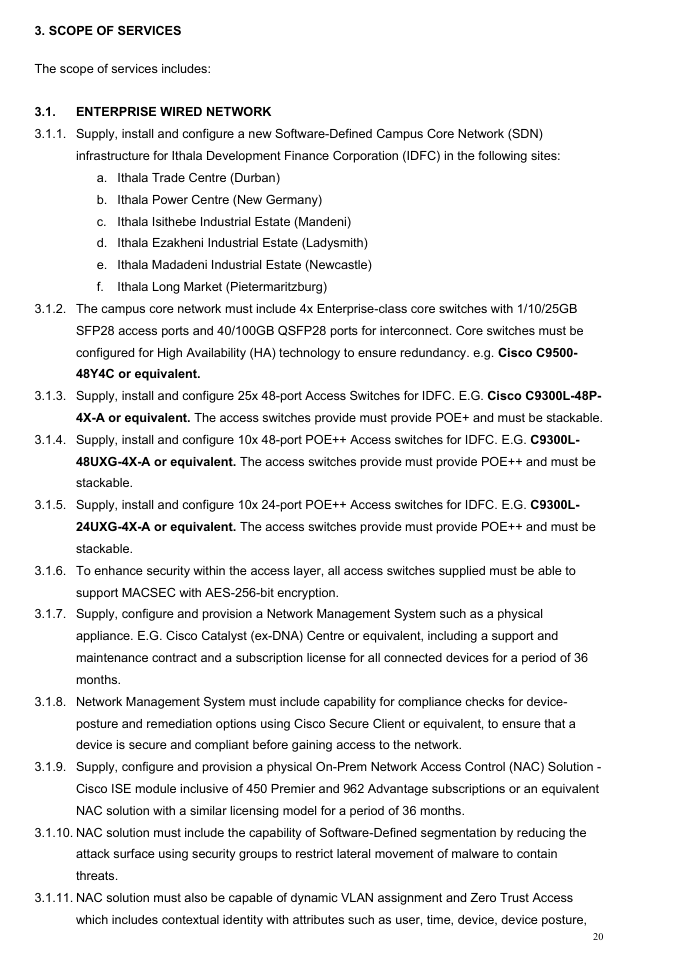 3. SCOPE OF SERVICES
The scope of services includes:
3.1. ENTERPRISE WIRED NETWORK
3.1.1. Supply, install and configure a new Software-Defined Campus Core Network (SDN)
infrastructure for Ithala Development Finance Corporation (IDFC) in the following sites:
a. Ithala Trade Centre (Durban)
b. Ithala Power Centre (New Germany)
c. Ithala Isithebe Industrial Estate (Mandeni)
d. Ithala Ezakheni Industrial Estate (Ladysmith)
e. Ithala Madadeni Industrial Estate (Newcastle)
f. Ithala Long Market (Pietermaritzburg)
3.1.2. The campus core network must include 4x Enterprise-class core switches with 1/10/25GB
SFP28 access ports and 40/100GB QSFP28 ports for interconnect. Core switches must be
configured for High Availability (HA) technology to ensure redundancy. e.g. Cisco C9500-
48Y4C or equivalent.
3.1.3. Supply, install and configure 25x 48-port Access Switches for IDFC. E.G. Cisco C9300L-48P-
4X-A or equivalent. The access switches provide must provide POE+ and must be stackable.
3.1.4. Supply, install and configure 10x 48-port POE++ Access switches for IDFC. E.G. C9300L-
48UXG-4X-A or equivalent. The access switches provide must provide POE++ and must be
stackable.
3.1.5. Supply, install and configure 10x 24-port POE++ Access switches for IDFC. E.G. C9300L-
24UXG-4X-A or equivalent. The access switches provide must provide POE++ and must be
stackable.
3.1.6. To enhance security within the access layer, all access switches supplied must be able to
support MACSEC with AES-256-bit encryption.
3.1.7. Supply, configure and provision a Network Management System such as a physical
appliance. E.G. Cisco Catalyst (ex-DNA) Centre or equivalent, including a support and
maintenance contract and a subscription license for all connected devices for a period of 36
months.
3.1.8. Network Management System must include capability for compliance checks for device-
posture and remediation options using Cisco Secure Client or equivalent, to ensure that a
device is secure and compliant before gaining access to the network.
3.1.9. Supply, configure and provision a physical On-Prem Network Access Control (NAC) Solution -
Cisco ISE module inclusive of 450 Premier and 962 Advantage subscriptions or an equivalent
NAC solution with a similar licensing model for a period of 36 months.
3.1.10. NAC solution must include the capability of Software-Defined segmentation by reducing the
attack surface using security groups to restrict lateral movement of malware to contain
threats.
3.1.11. NAC solution must also be capable of dynamic VLAN assignment and Zero Trust Access
which includes contextual identity with attributes such as user, time, device, device posture,
20